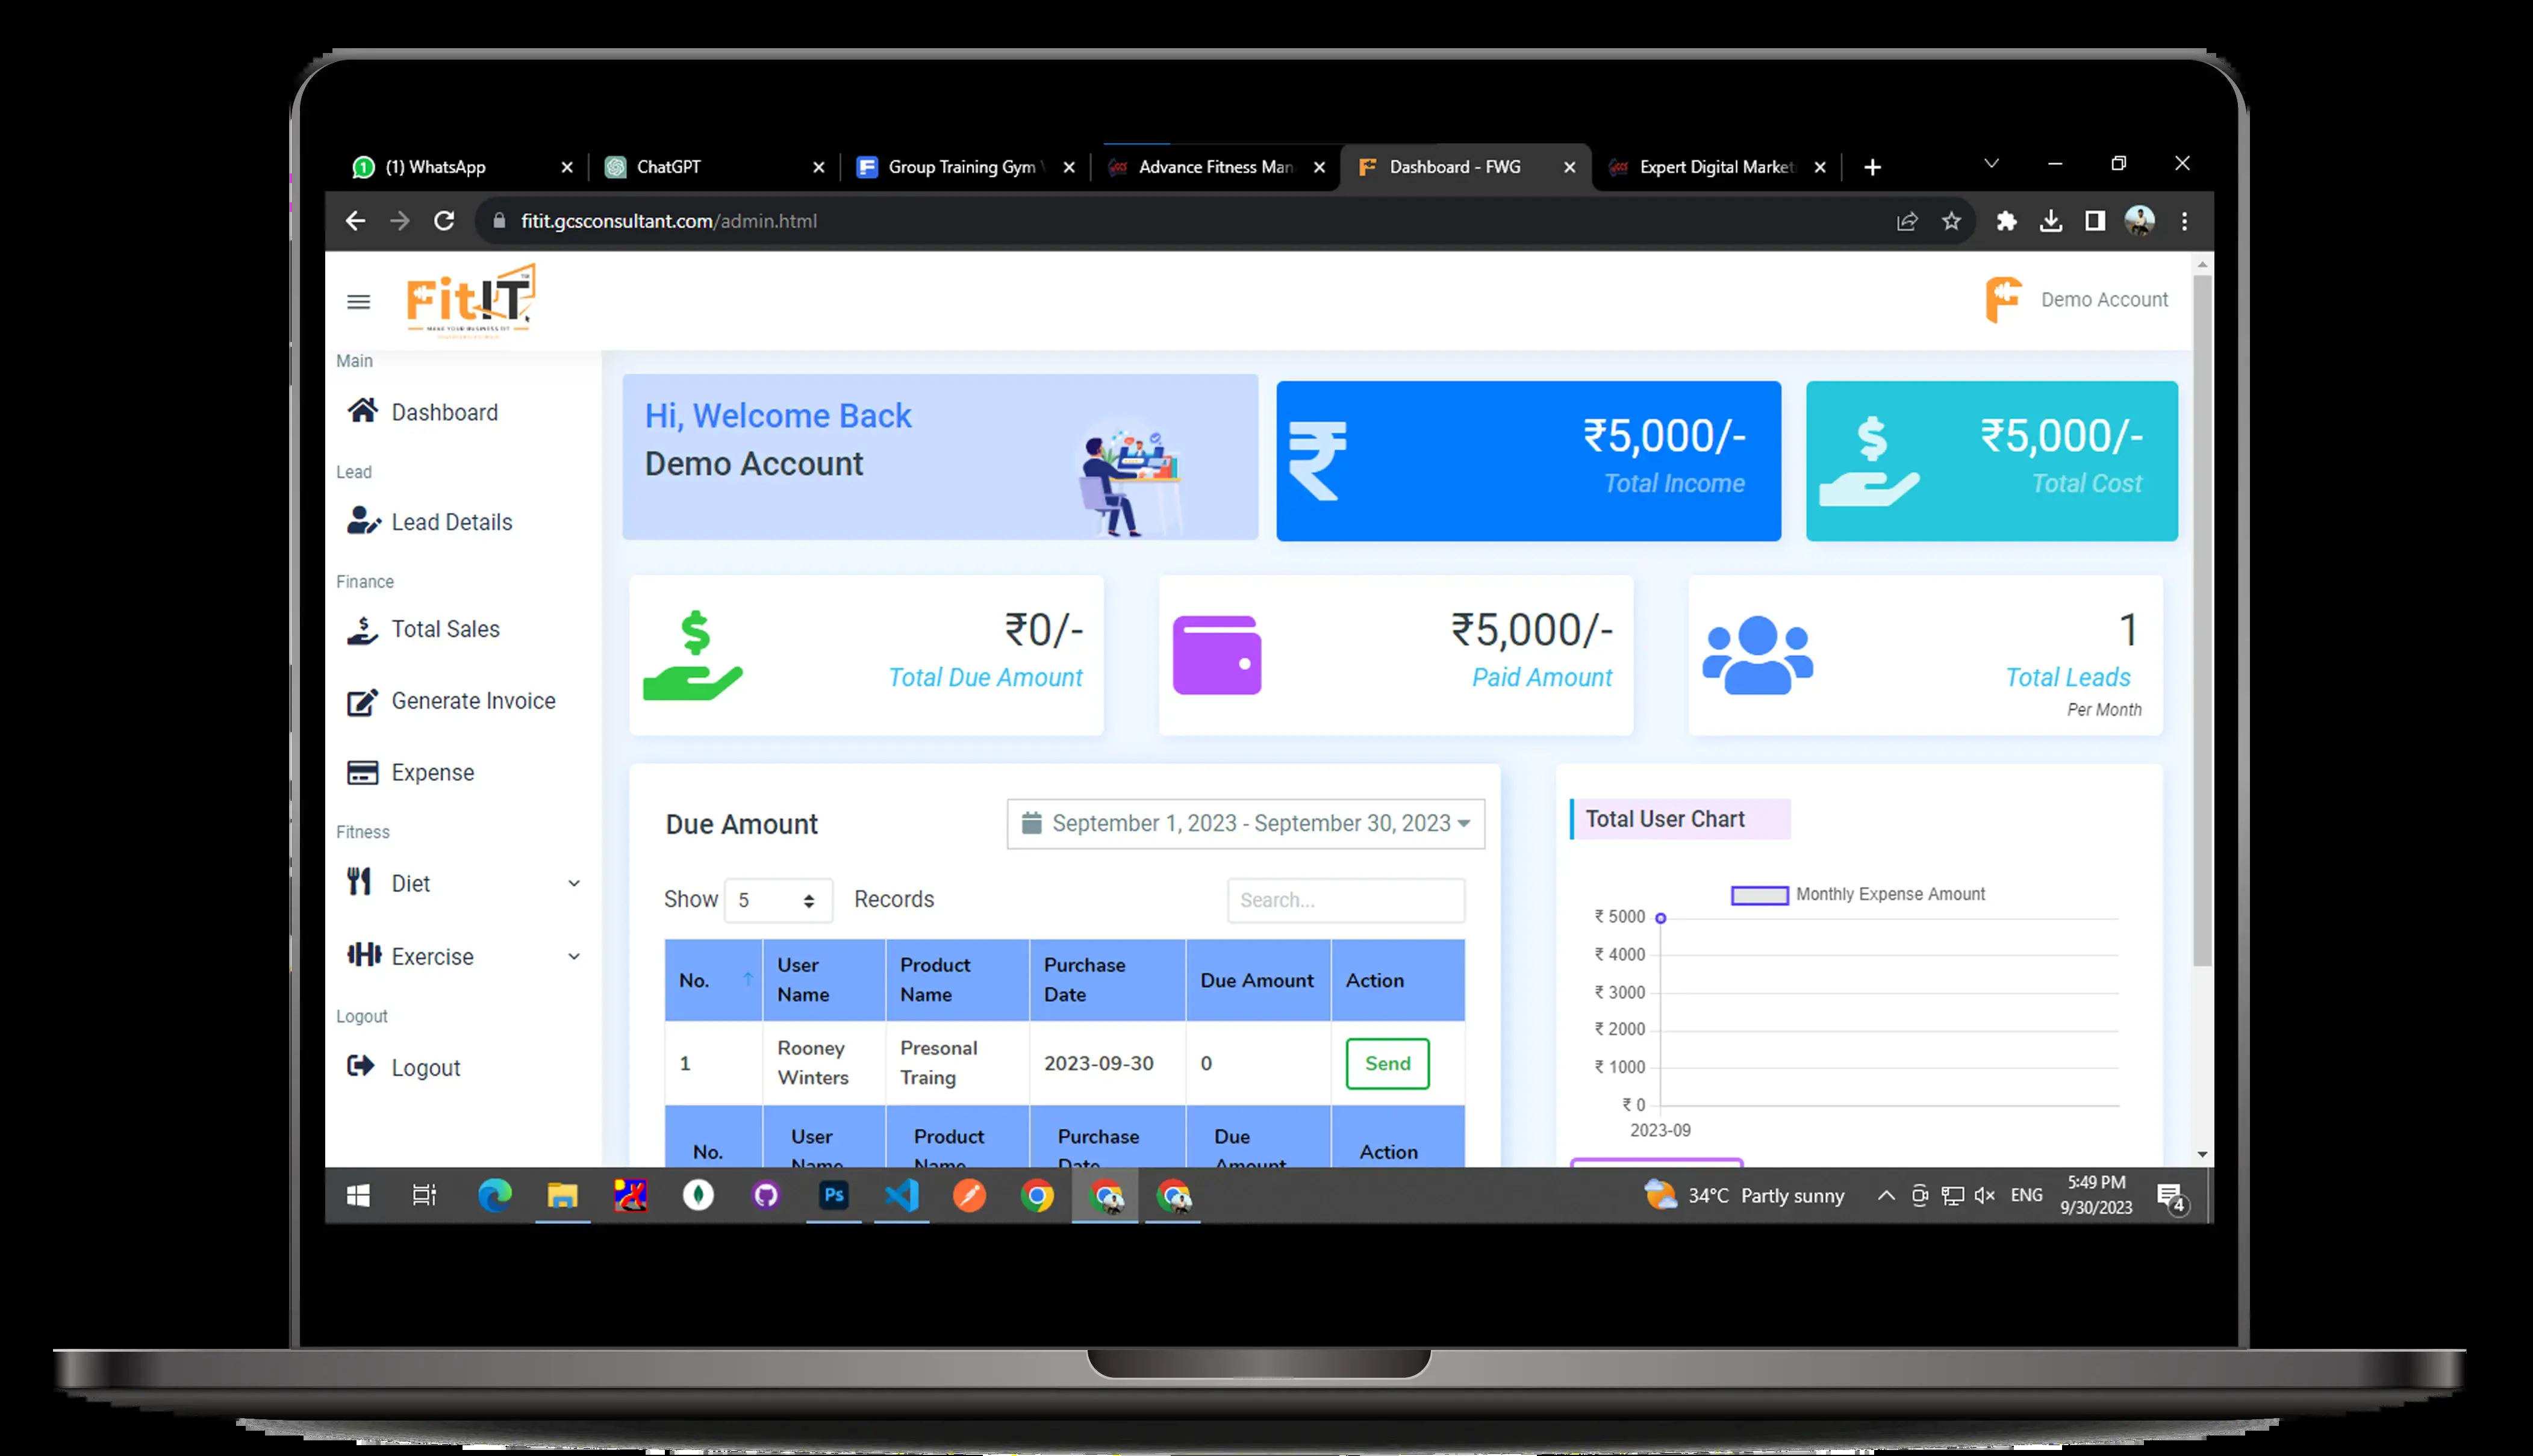 (1) WhatsApp
ChatGPT
Group Training Gym
Advance Fitness Man
Dashboard - FWG
Expert Digital Market
fitit.gcsconsultant.com/admin.html
FitIT
TM
MAKE YOUR BUSINESS FIT
Demo Account
Main
Dashboard
Lead
Lead Details
Finance
Total Sales
Generate Invoice
Expense
Fitness
Diet
Exercise
Logout
Logout
Hi, Welcome Back
Demo Account
₹5,000/-
Total Income
₹5,000/-
Total Cost
₹0/-
Total Due Amount
₹5,000/-
Paid Amount
1
Total Leads
Per Month
Due Amount
September 1, 2023 - September 30, 2023
Show 5 Records
Search...
No. User Name Product Name Purchase Date Due Amount Action
1 Rooney Winters Presonal Traing 2023-09-30 0 Send
No. User Name Product Name Purchase Date Due Amount Action
Total User Chart
Monthly Expense Amount
₹ 5000
₹ 4000
₹ 3000
₹ 2000
₹ 1000
₹ 0
2023-09
Ps
34°C Partly sunny
ENG
5:49 PM
9/30/2023
4